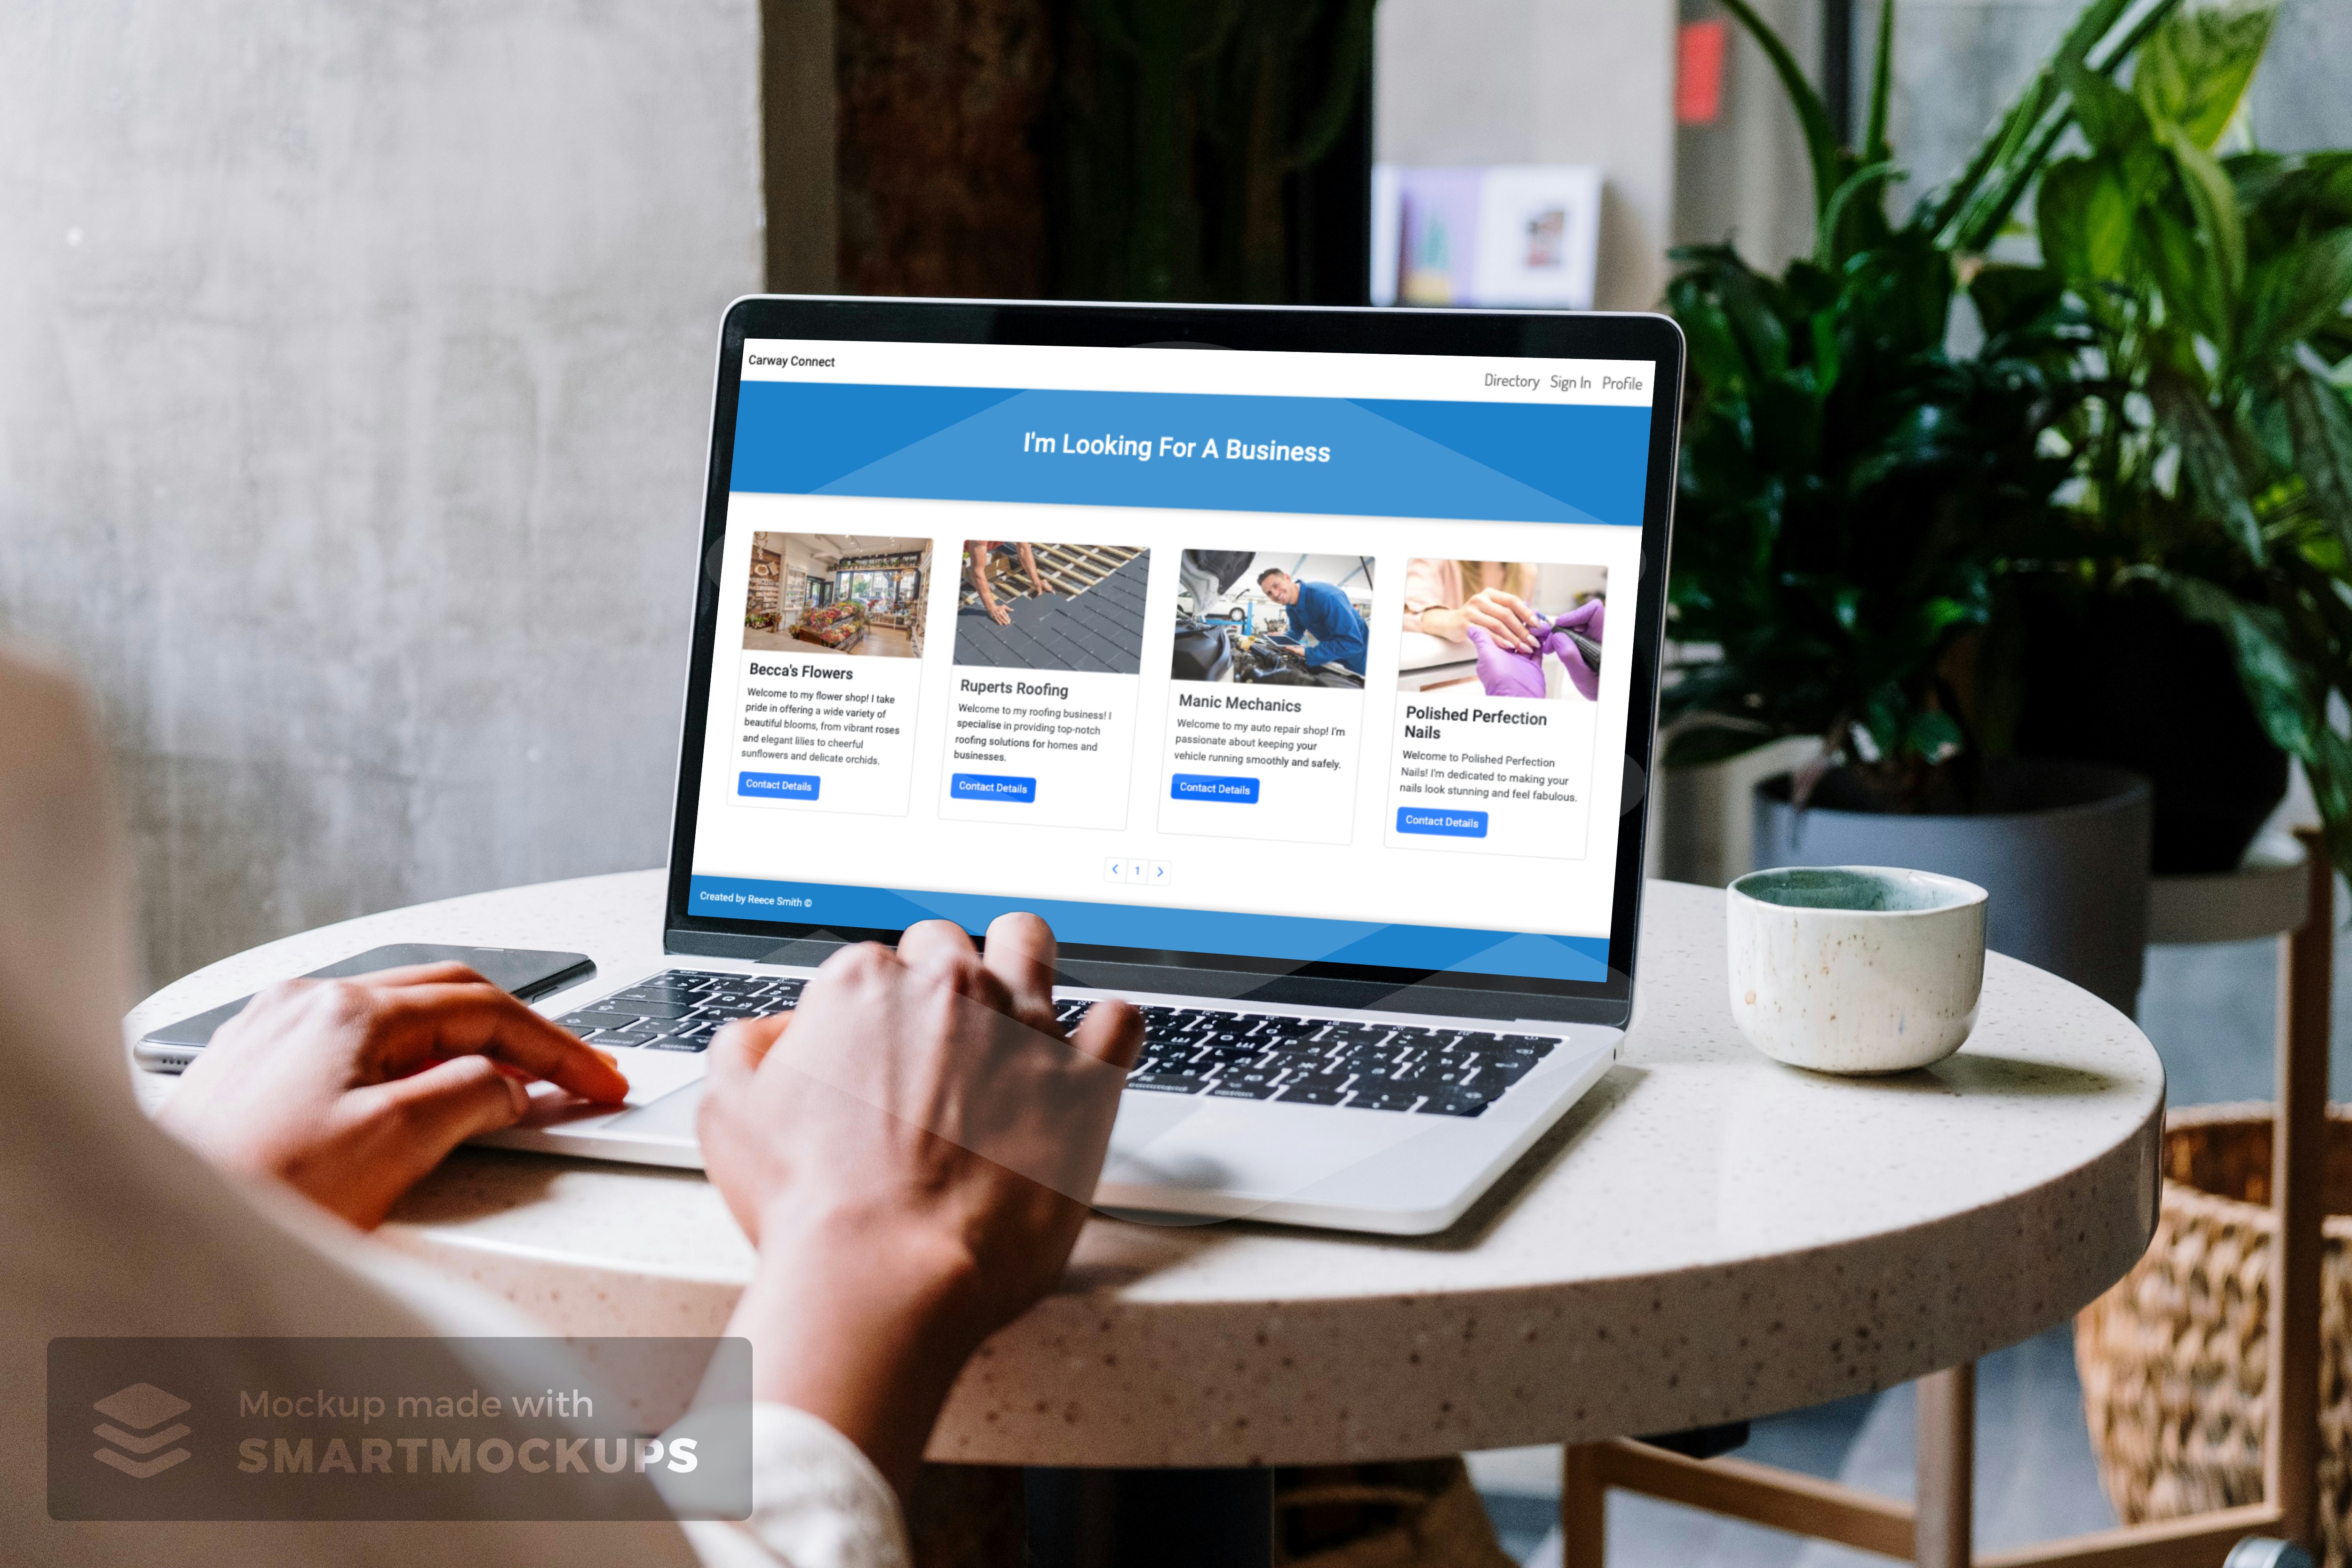 Carway Connect
Directory Sign In Profile
I'm Looking For A Business
Becca's Flowers
Welcome to my flower shop! I take
pride in offering a wide variety of
beautiful blooms, from vibrant roses
and elegant lilies to cheerful
sunflowers and delicate orchids.
Contact Details
Ruperts Roofing
Welcome to my roofing business! I
specialise in providing top-notch
roofing solutions for homes and
businesses.
Contact Details
Manic Mechanics
Welcome to my auto repair shop! I'm
passionate about keeping your
vehicle running smoothly and safely.
Contact Details
Polished Perfection
Nails
Welcome to Polished Perfection
Nails! I'm dedicated to making your
nails look stunning and feel fabulous.
Contact Details
1
Created by Reece Smith ©
command
option
Mockup made with
SMARTMOCKUPS